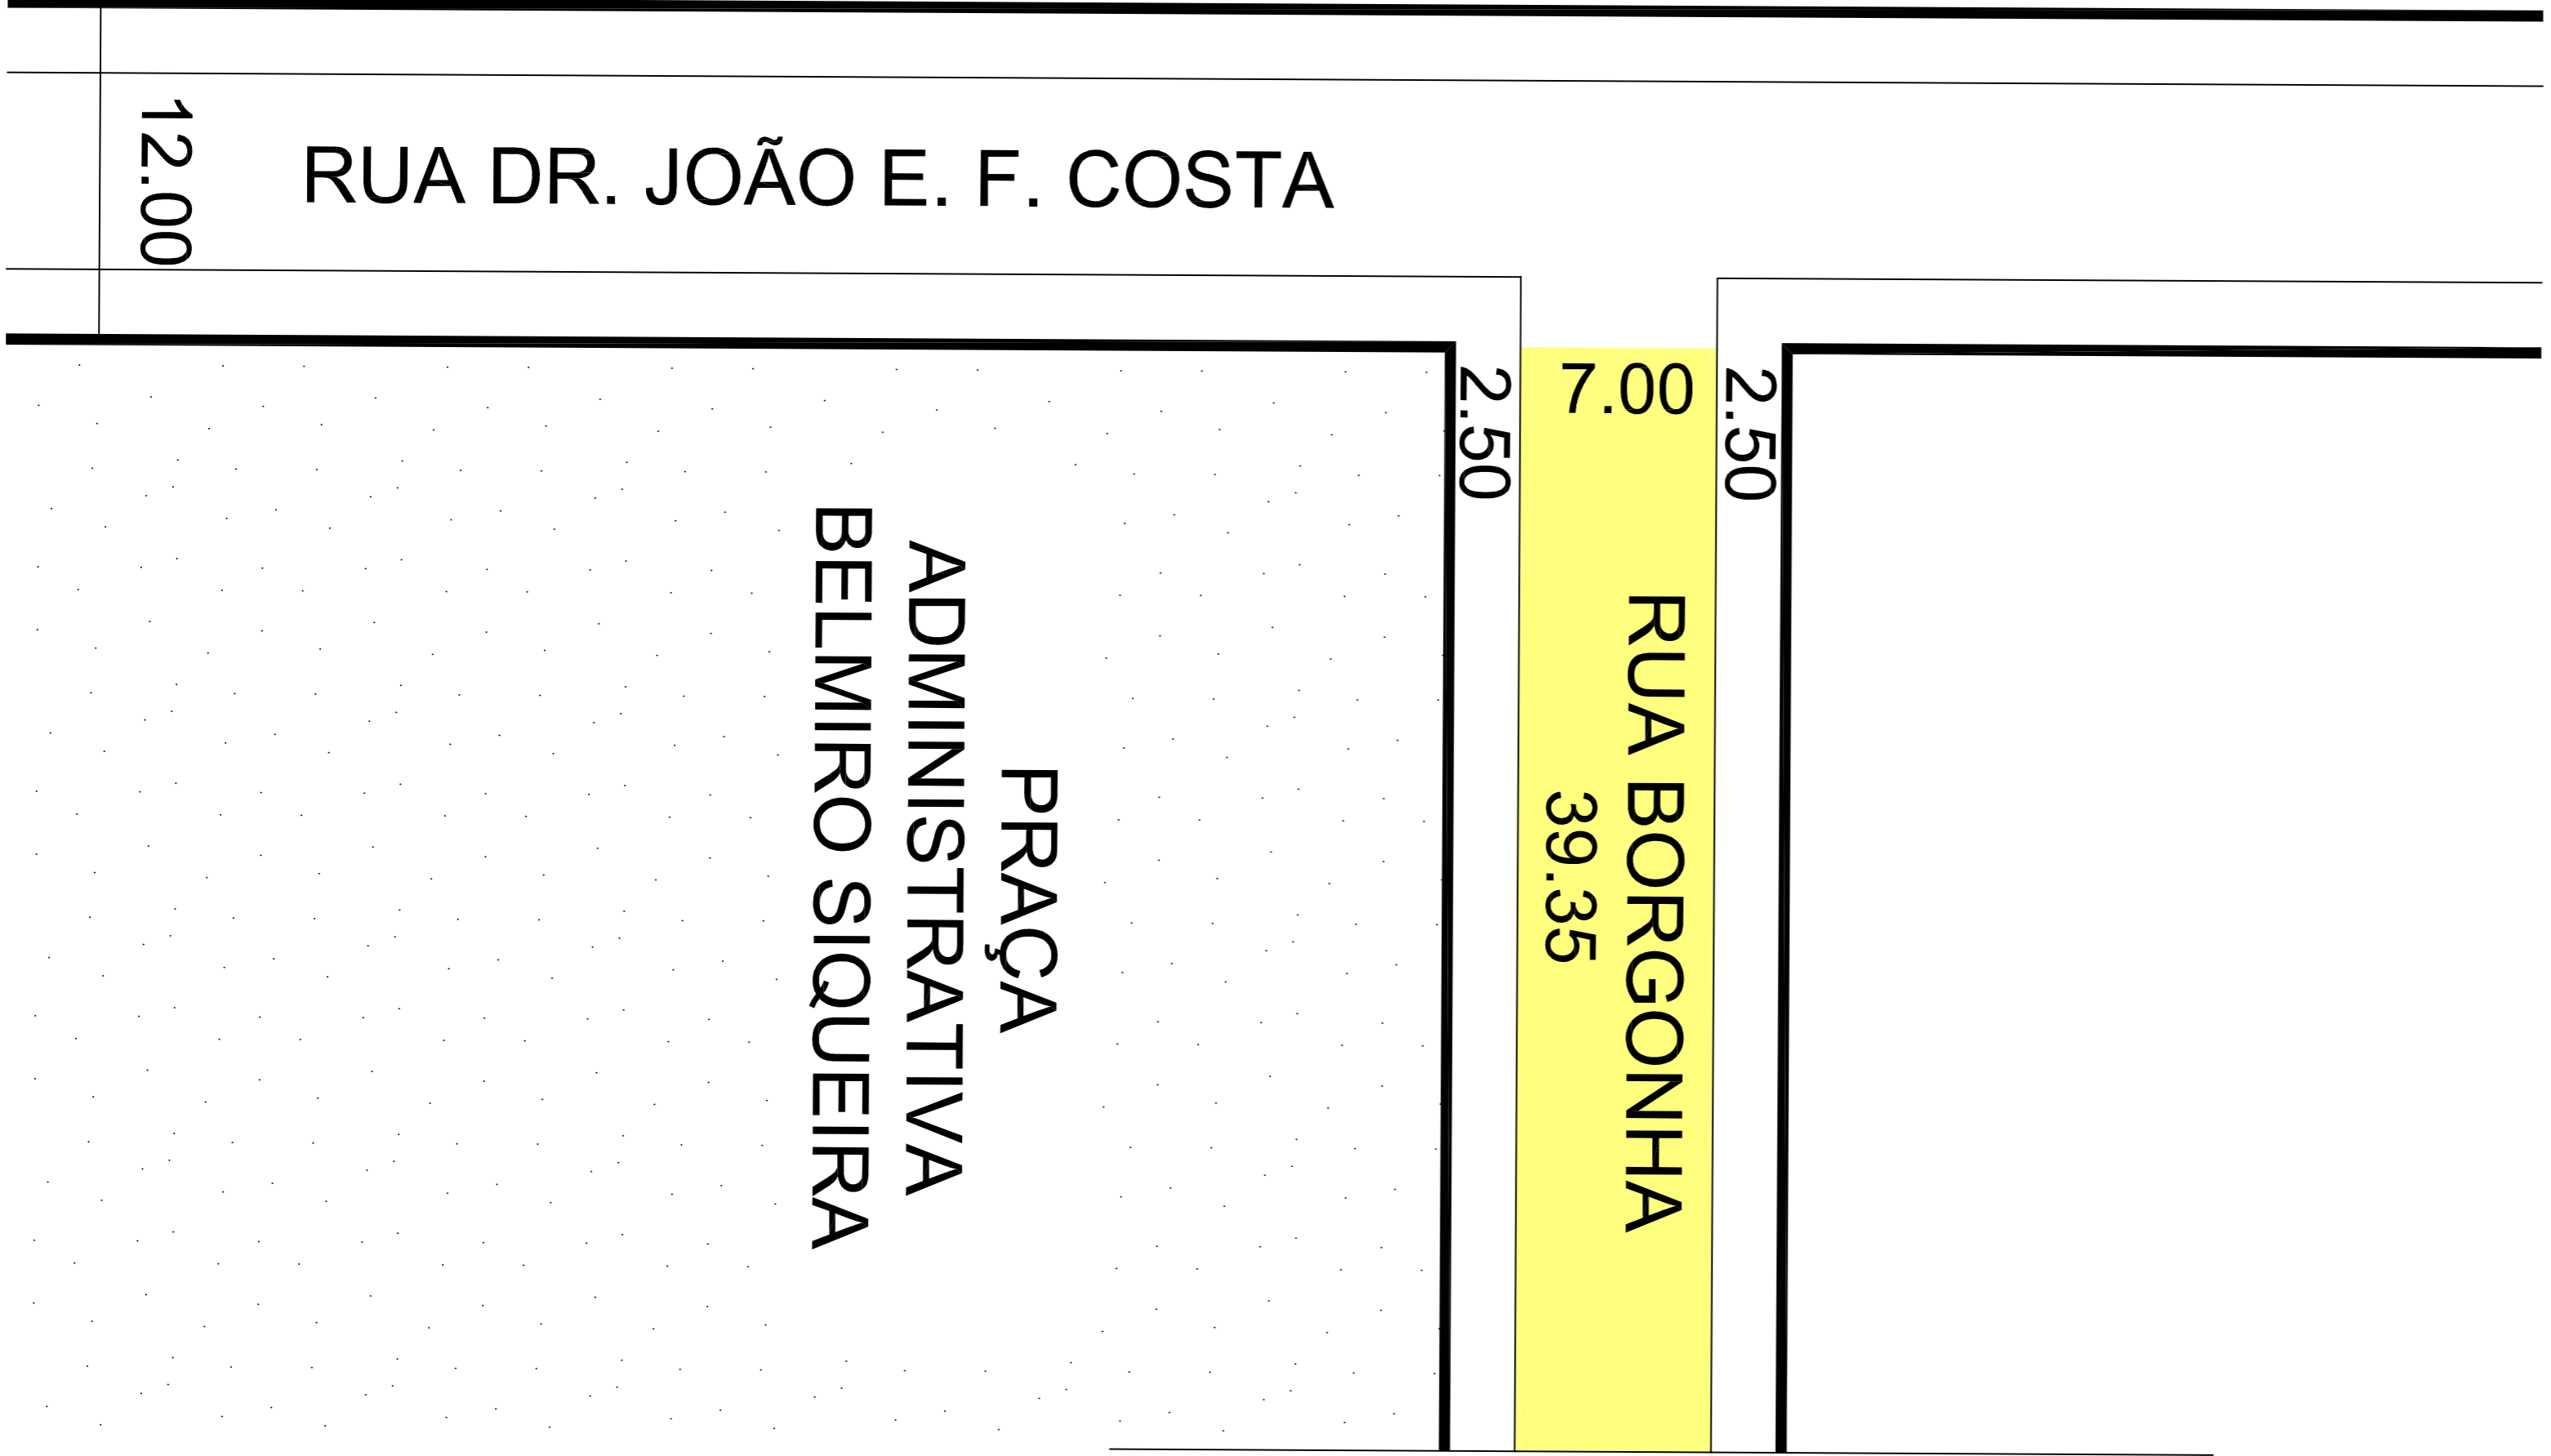 12.00
RUA DR. JOÃO E. F. COSTA
2.50
7.00
2.50
PRAÇA
ADMINISTRATIVA
BELMIRO SIQUEIRA
RUA BORGONHA
39.35